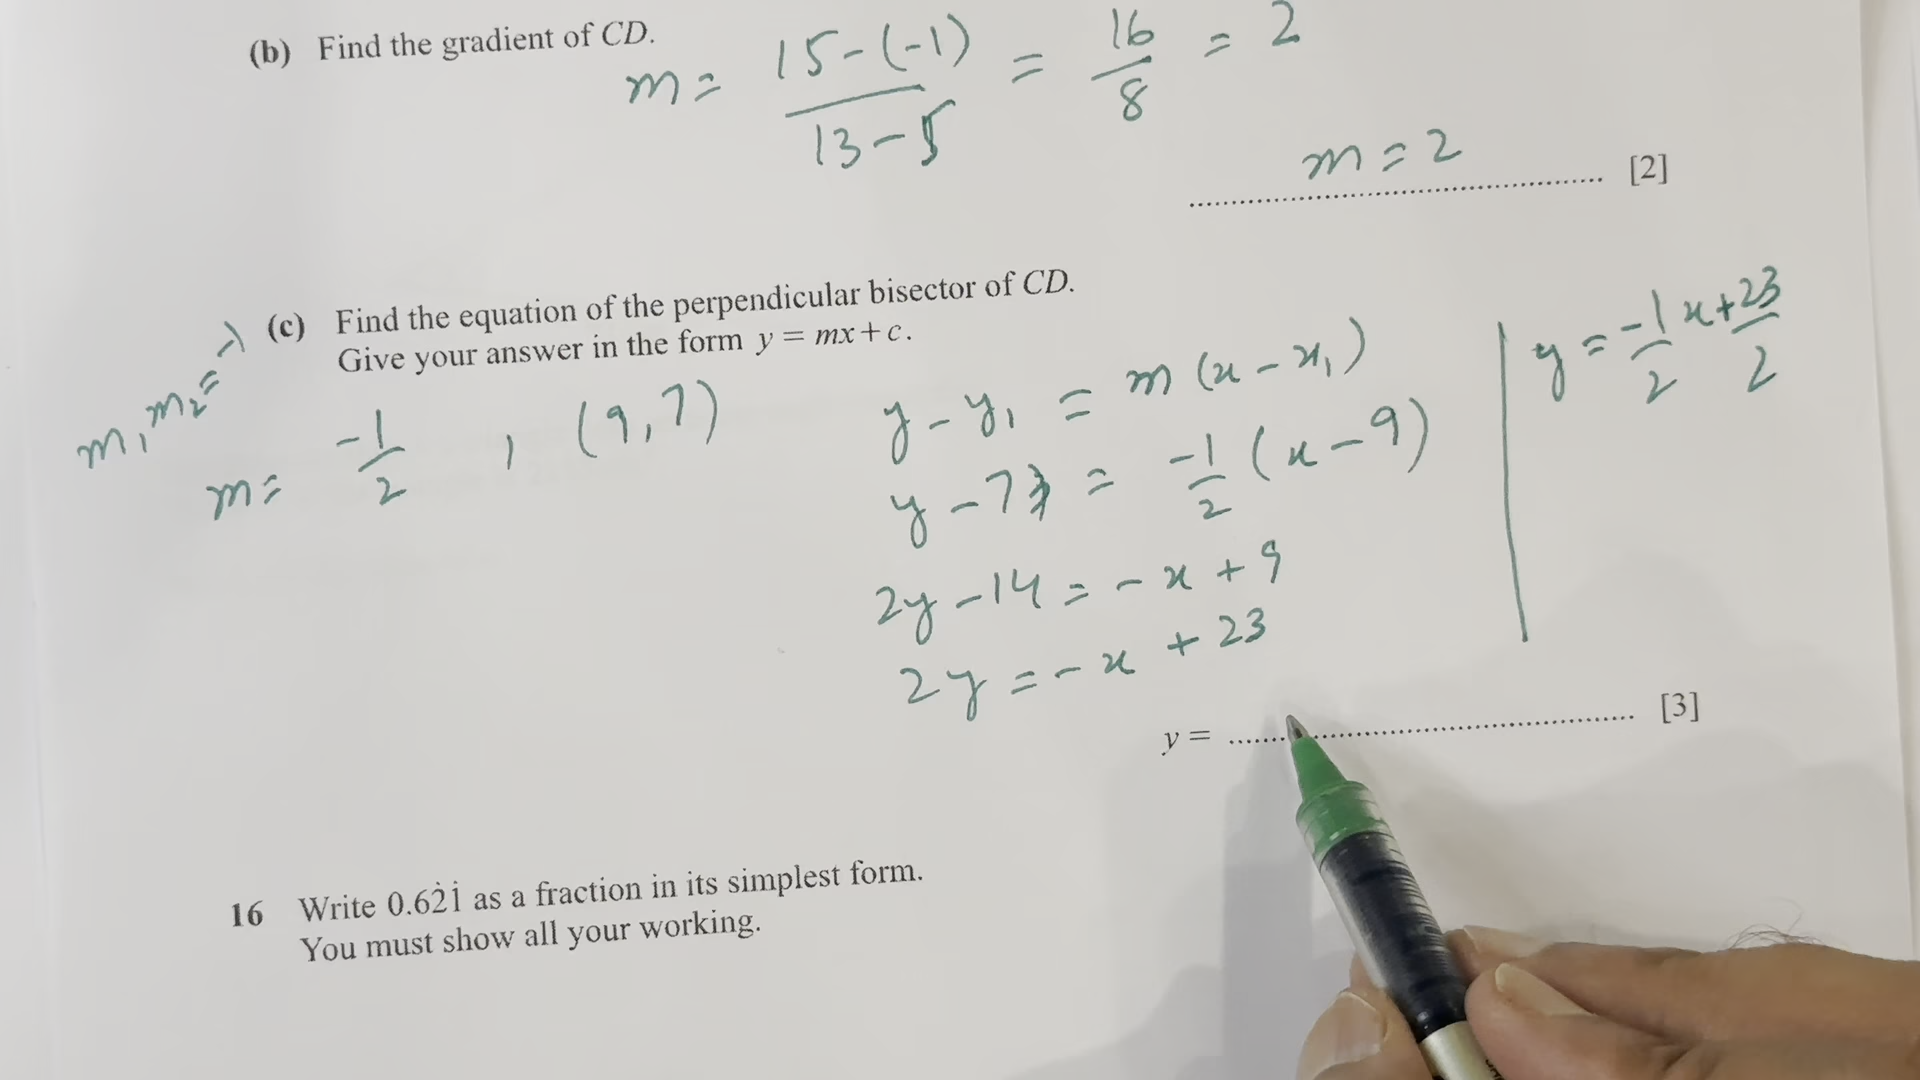 (b) Find the gradient of CD.
m = 15-(-1)/13-5 = 16/8 = 2
m = 2
[2]
(c) Find the equation of the perpendicular bisector of CD.
Give your answer in the form y = mx + c.
m₁m₂ = -1
m = -1/2 , (9,7)
y - y₁ = m (x - x₁)
y - 7 = -1/2 (x - 9)
2y - 14 = - x + 9
2y = - x + 23
y = -1/2 x + 23/2
y = .......... [3]
16 Write 0.62̇1̇ as a fraction in its simplest form.
You must show all your working.